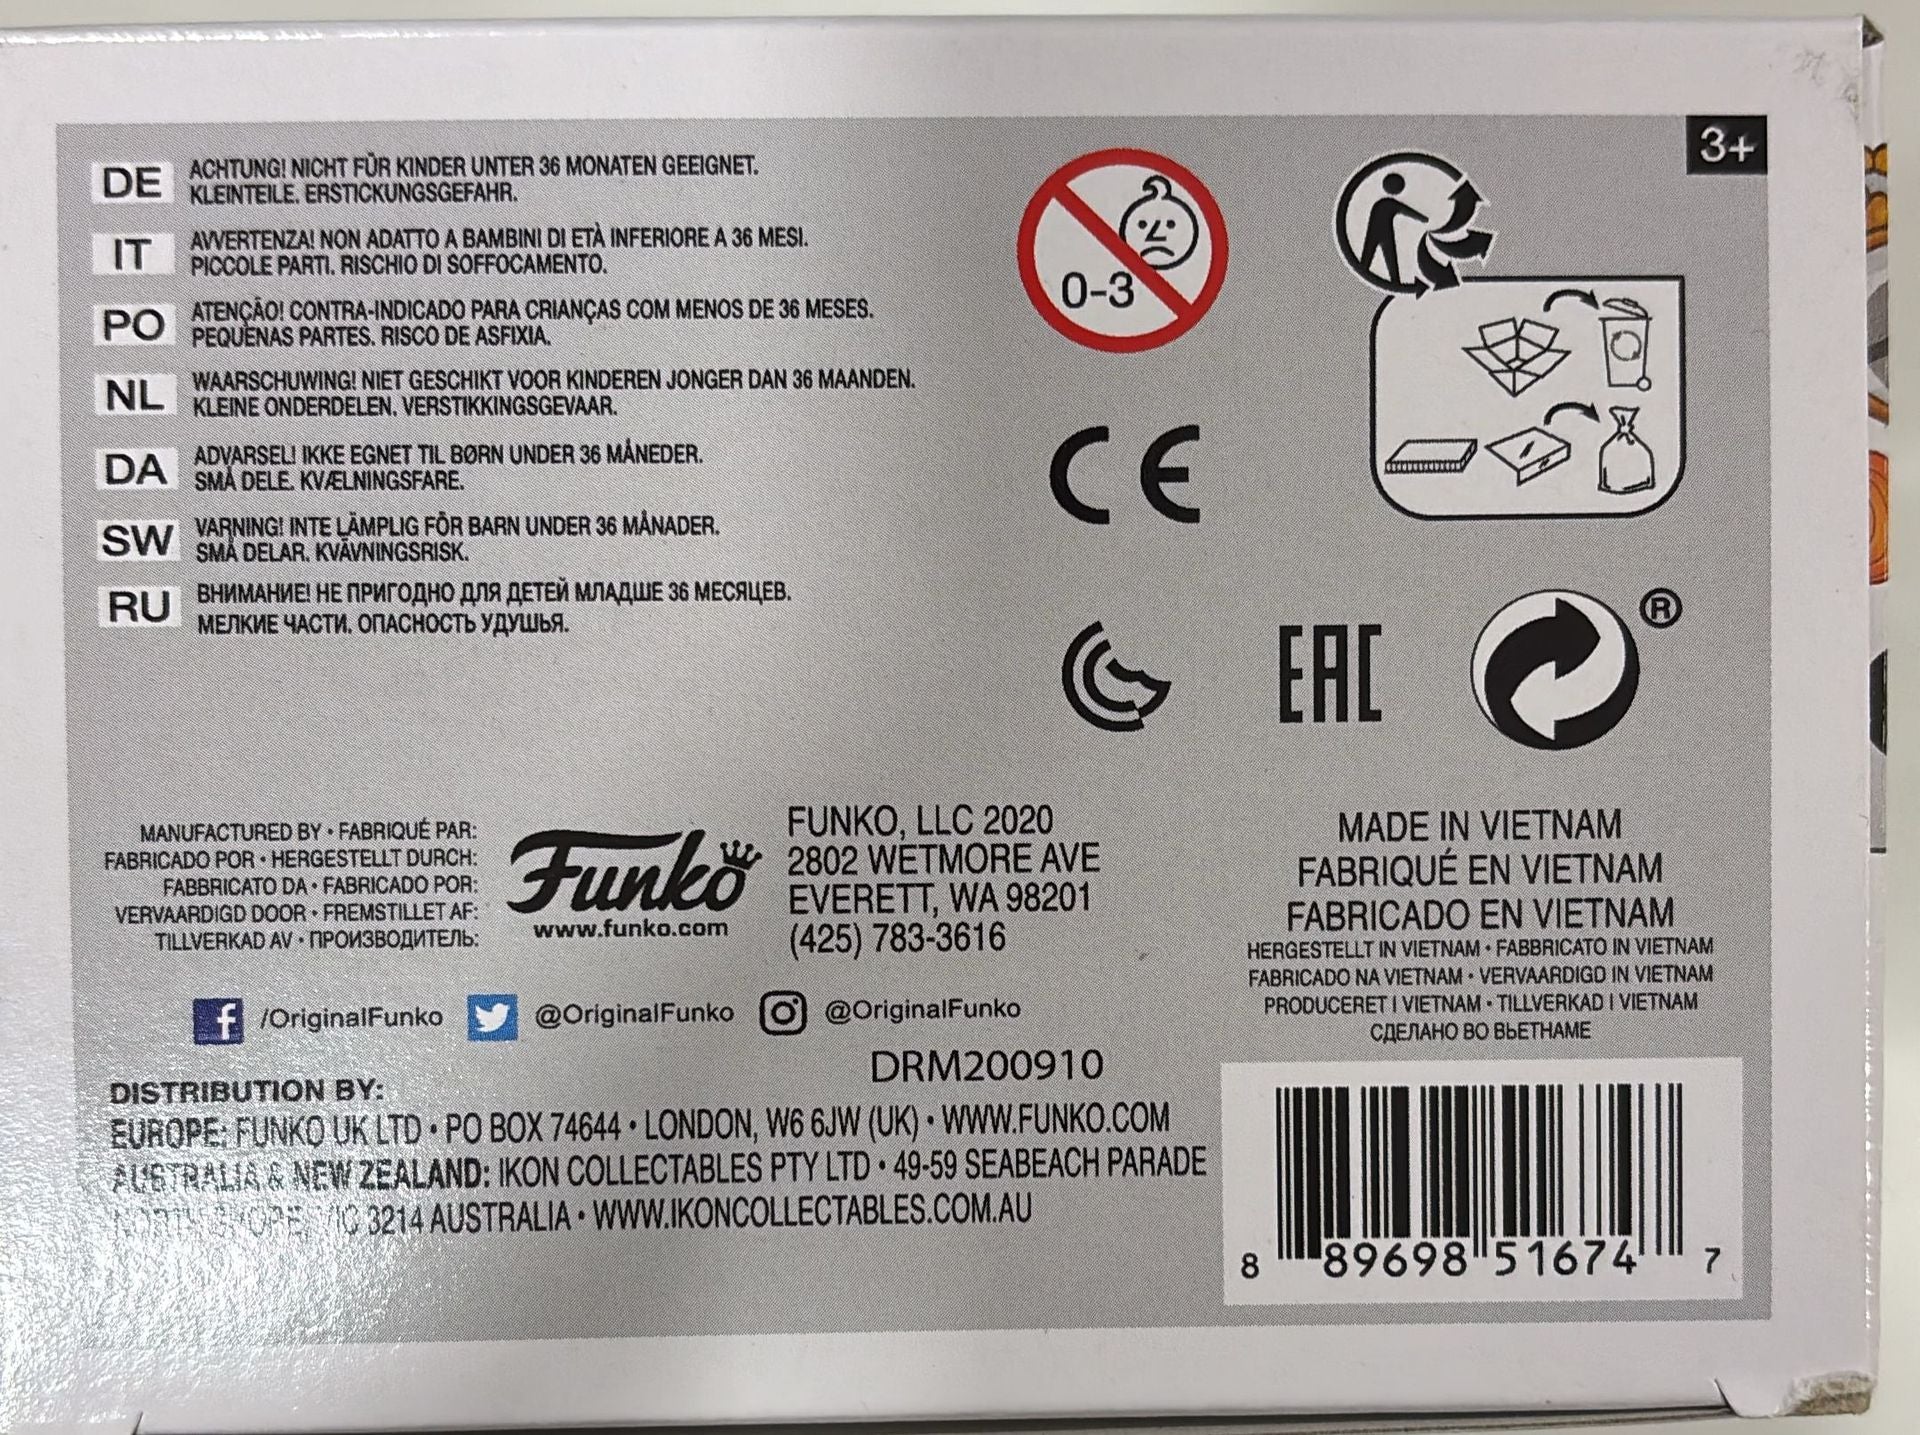 3+
DE ACHTUNG! NICHT FÜR KINDER UNTER 36 MONATEN GEEIGNET.
KLEINTEILE. ERSTICKUNGSGEFAHR.
IT AVVERTENZA! NON ADATTO A BAMBINI DI ETÀ INFERIORE A 36 MESI.
PICCOLE PARTI. RISCHIO DI SOFFOCAMENTO.
PO ATENÇÃO! CONTRA-INDICADO PARA CRIANÇAS COM MENOS DE 36 MESES.
PEQUENAS PARTES. RISCO DE ASFIXIA.
NL WAARSCHUWING! NIET GESCHIKT VOOR KINDEREN JONGER DAN 36 MAANDEN.
KLEINE ONDERDELEN. VERSTIKKINGSGEVAAR.
DA ADVARSEL! IKKE EGNET TIL BØRN UNDER 36 MÅNEDER.
SMÅ DELE. KVÆLNINGSFARE.
SW VARNING! INTE LÄMPLIG FÖR BARN UNDER 36 MÅNADER.
SMÅ DELAR. KVÄVNINGSRISK.
RU ВНИМАНИЕ! НЕ ПРИГОДНО ДЛЯ ДЕТЕЙ МЛАДШЕ 36 МЕСЯЦЕВ.
МЕЛКИЕ ЧАСТИ. ОПАСНОСТЬ УДУШЬЯ.
0-3
CE
EAC
®
MANUFACTURED BY • FABRIQUÉ PAR:
FABRICADO POR • HERGESTELLT DURCH:
FABBRICATO DA • FABRICADO POR:
VERVAARDIGD DOOR • FREMSTILLET AF:
TILLVERKAD AV • ПРОИЗВОДИТЕЛЬ:
Funko
www.funko.com
FUNKO, LLC 2020
2802 WETMORE AVE
EVERETT, WA 98201
(425) 783-3616
MADE IN VIETNAM
FABRIQUÉ EN VIETNAM
FABRICADO EN VIETNAM
HERGESTELLT IN VIETNAM • FABBRICATO IN VIETNAM
FABRICADO NA VIETNAM • VERVAARDIGD IN VIETNAM
PRODUCERET I VIETNAM • TILLVERKAD I VIETNAM
СДЕЛАНО ВО ВЬЕТНАМЕ
f /OriginalFunko @OriginalFunko @OriginalFunko
DRM200910
DISTRIBUTION BY:
EUROPE: FUNKO UK LTD • PO BOX 74644 • LONDON, W6 6JW (UK) • WWW.FUNKO.COM
AUSTRALIA & NEW ZEALAND: IKON COLLECTABLES PTY LTD • 49-59 SEABEACH PARADE
NORTH SHORE, VIC 3214 AUSTRALIA • WWW.IKONCOLLECTABLES.COM.AU
8 89698 51674 7